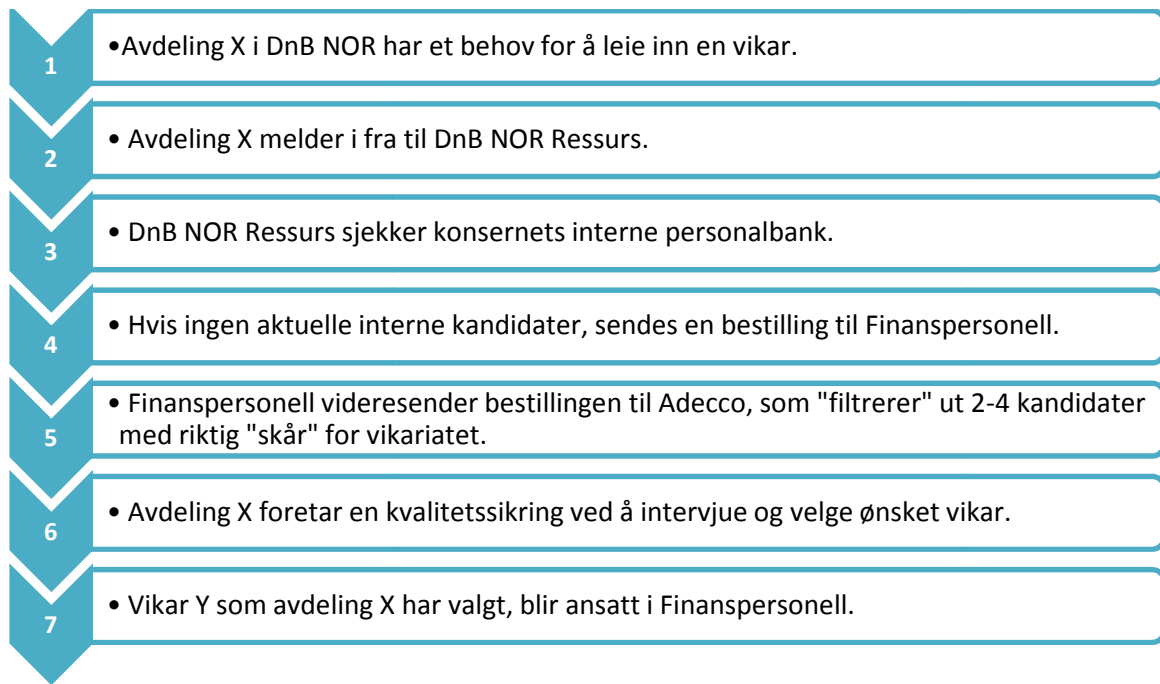 1
•Avdeling X i DnB NOR har et behov for å leie inn en vikar.
2
• Avdeling X melder i fra til DnB NOR Ressurs.
3
• DnB NOR Ressurs sjekker konsernets interne personalbank.
4
• Hvis ingen aktuelle interne kandidater, sendes en bestilling til Finanspersonell.
5
• Finanspersonell videresender bestillingen til Adecco, som "filtrerer" ut 2-4 kandidater
med riktig "skår" for vikariatet.
6
• Avdeling X foretar en kvalitetssikring ved å intervjue og velge ønsket vikar.
7
• Vikar Y som avdeling X har valgt, blir ansatt i Finanspersonell.